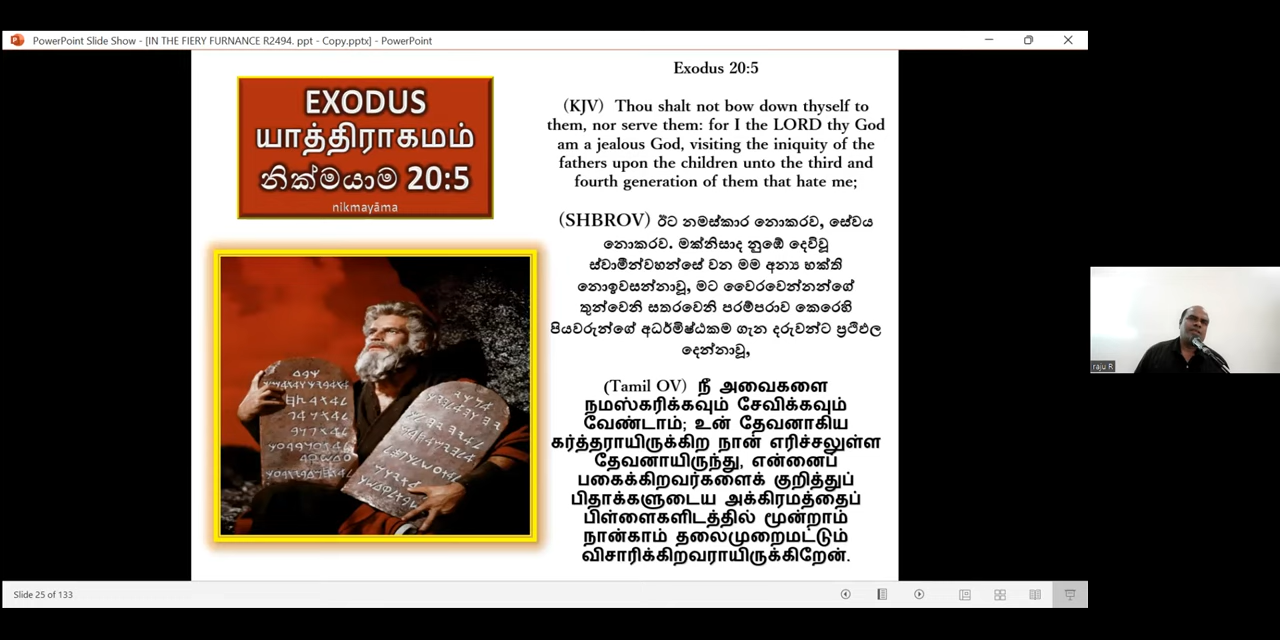 PowerPoint Slide Show - [IN THE FIERY FURNANCE R2494. ppt - Copy.pptx] - PowerPoint
EXODUS
யாத்திராகமம்
නික්මයාම 20:5
nikmayāma
Exodus 20:5
(KJV) Thou shalt not bow down thyself to
them, nor serve them: for I the LORD thy God
am a jealous God, visiting the iniquity of the
fathers upon the children unto the third and
fourth generation of them that hate me;
(SHBROV) ඊට නමස්කාර නොකරව, සේවය
නොකරව. මක්නිසාද නුඹේ දෙවිවූ
ස්වාමීන්වහන්සේ වන මම අන්‍ය භක්ති
නොඉවසන්නාවූ, මට වෛරවෙන්නන්ගේ
තුන්වෙනි සතරවෙනි පරම්පරාව කෙරෙහි
පියවරුන්ගේ අධර්මිෂ්ඨකම ගැන දරුවන්ට ප්‍රථිඵල
දෙන්නාවූ,
(Tamil OV) நீ அவைகளை
நமஸ்கரிக்கவும் சேவிக்கவும்
வேண்டாம்; உன் தேவனாகிய
கர்த்தராயிருக்கிற நான் எரிச்சலுள்ள
தேவனாயிருந்து, என்னைப்
பகைக்கிறவர்களைக் குறித்துப்
பிதாக்களுடைய அக்கிரமத்தைப்
பிள்ளைகளிடத்தில் மூன்றாம்
நான்காம் தலைமுறைமட்டும்
விசாரிக்கிறவராயிருக்கிறேன்.
raju R
Slide 25 of 133